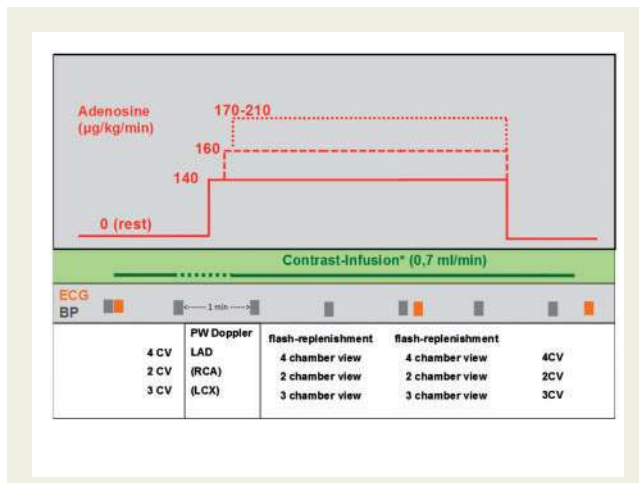 Adenosine
(µg/kg/min)
170-210
160
140
0 (rest)
Contrast-Infusion* (0,7 ml/min)
ECG
BP
1 min
PW Doppler
flash-replenishment
flash-replenishment
4 CV
LAD
4 chamber view
4 chamber view
4CV
2 CV
(RCA)
2 chamber view
2 chamber view
2CV
3 CV
(LCX)
3 chamber view
3 chamber view
3CV